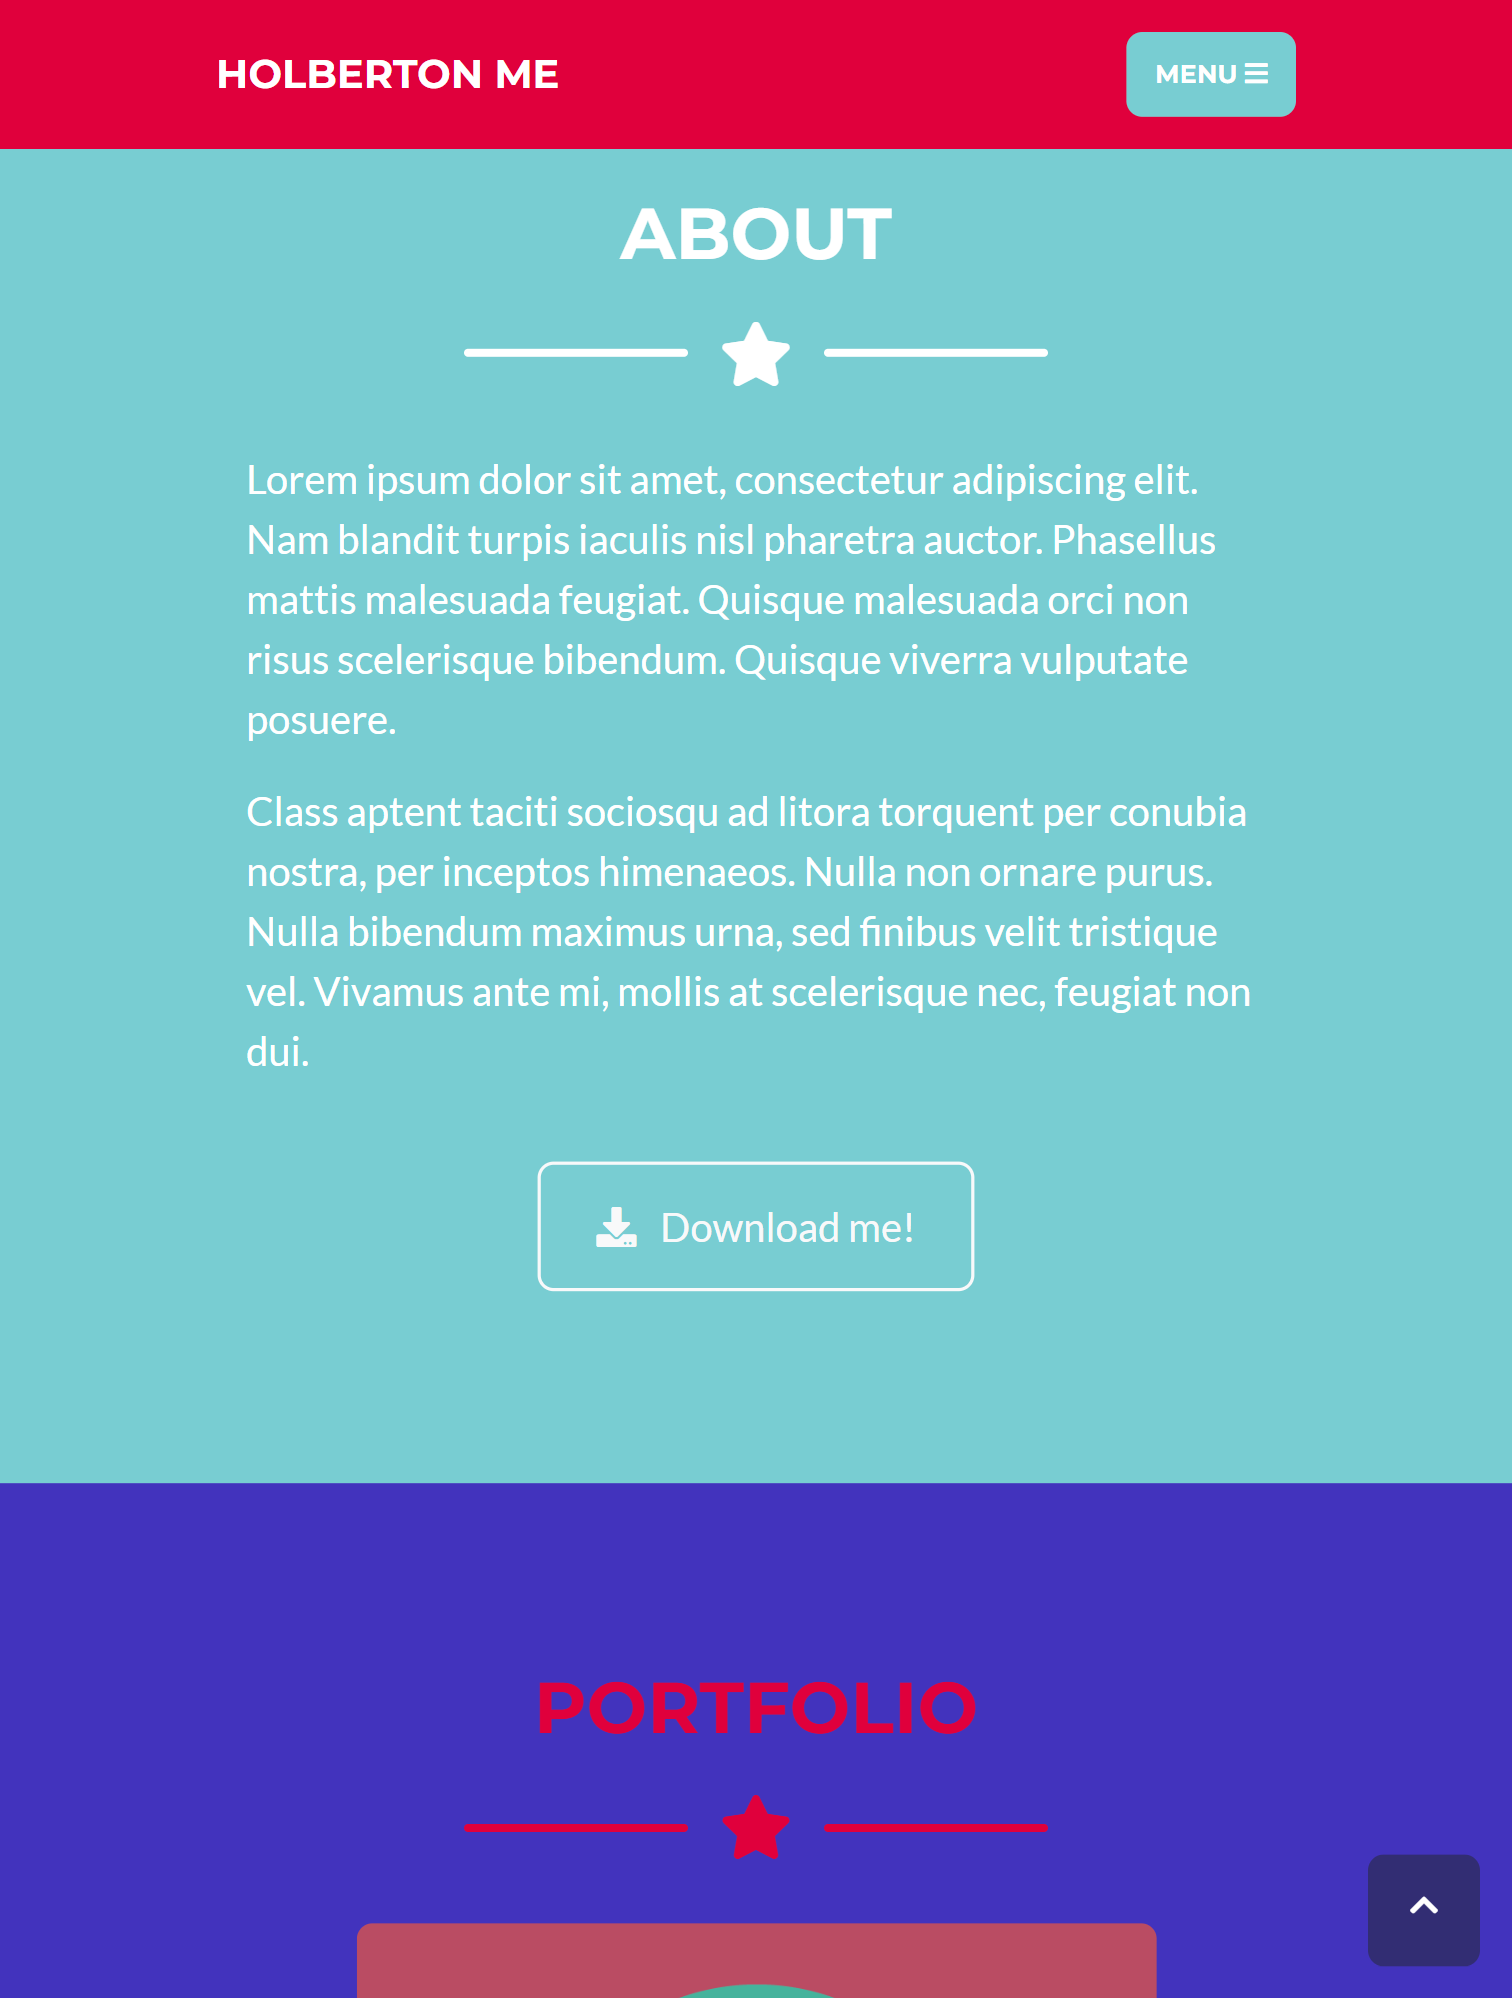 HOLBERTON ME
MENU
ABOUT
Lorem ipsum dolor sit amet, consectetur adipiscing elit.
Nam blandit turpis iaculis nisl pharetra auctor. Phasellus
mattis malesuada feugiat. Quisque malesuada orci non
risus scelerisque bibendum. Quisque viverra vulputate
posuere.
Class aptent taciti sociosqu ad litora torquent per conubia
nostra, per inceptos himenaeos. Nulla non ornare purus.
Nulla bibendum maximus urna, sed finibus velit tristique
vel. Vivamus ante mi, mollis at scelerisque nec, feugiat non
dui.
Download me!
PORTFOLIO